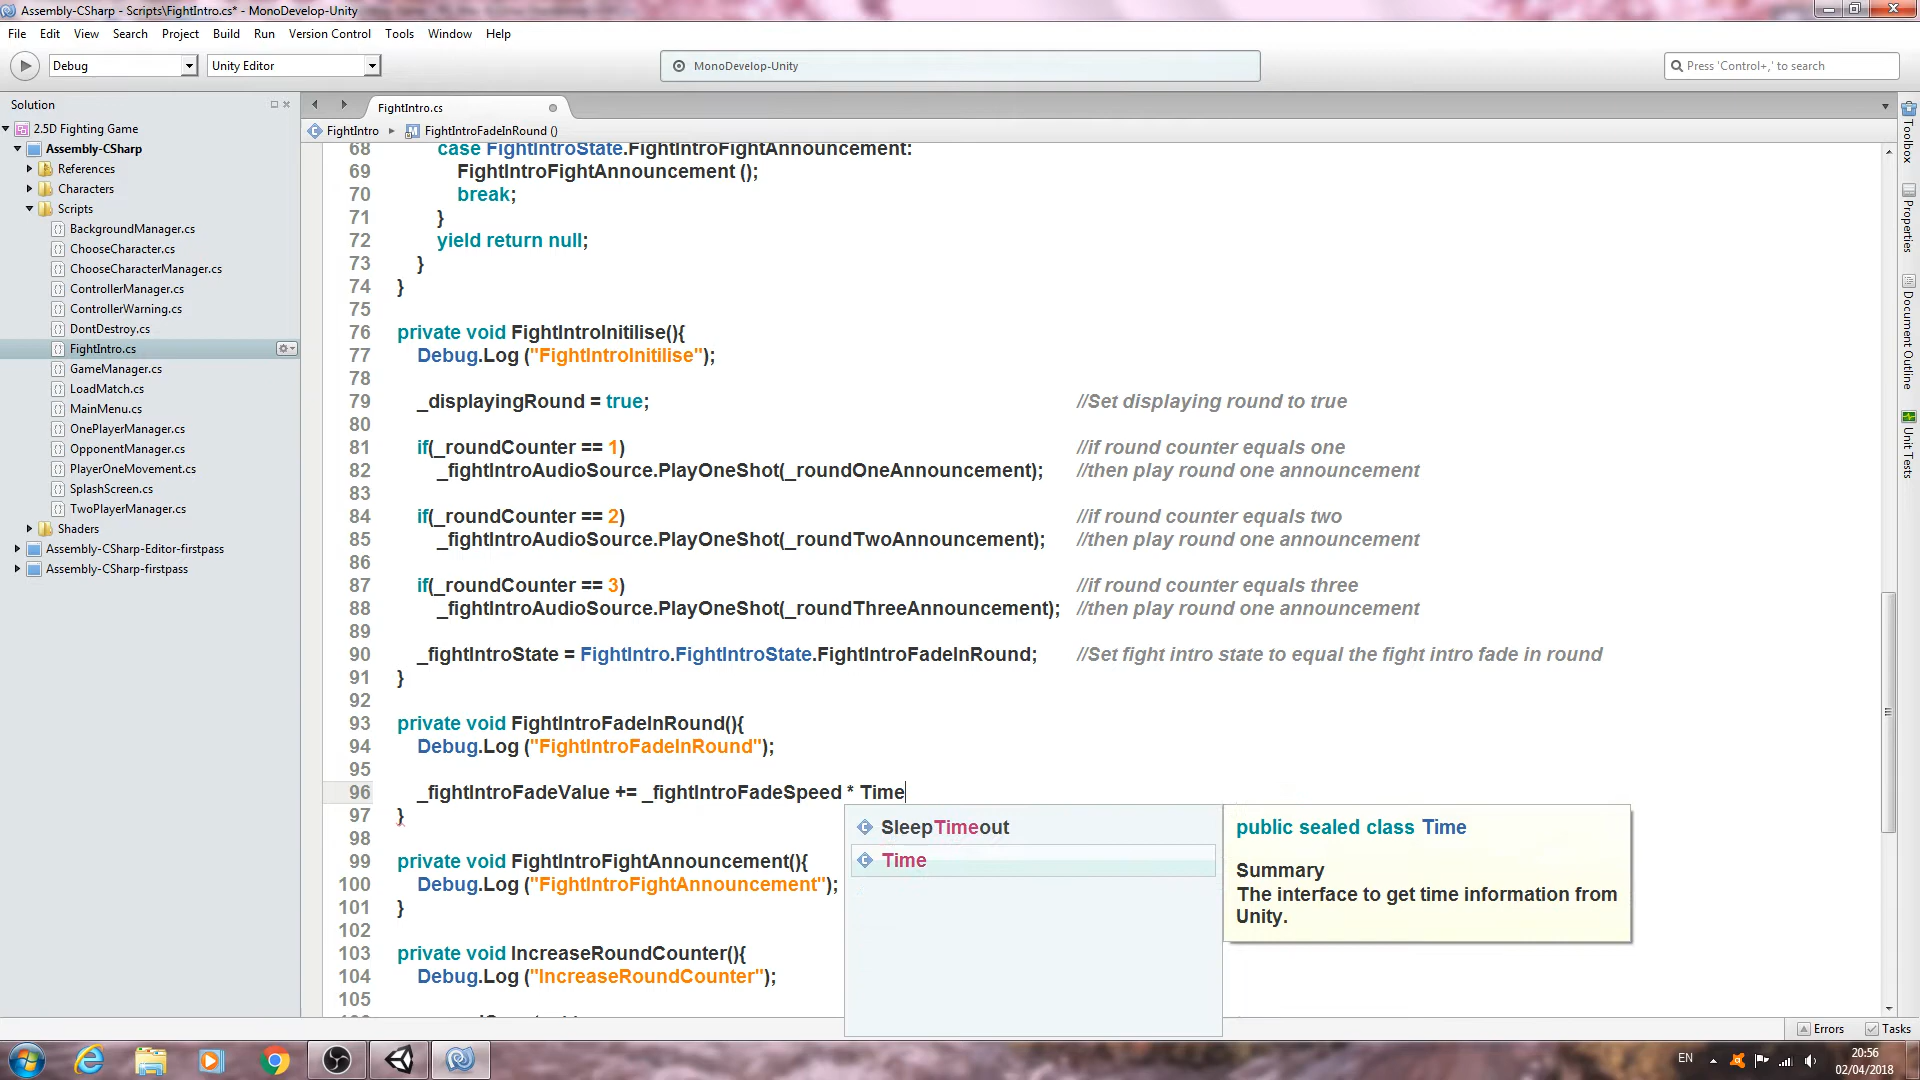 Assembly-CSharp - Scripts\FightIntro.cs* - MonoDevelop-Unity
File Edit View Search Project Build Run Version Control Tools Window Help
Debug Unity Editor MonoDevelop-Unity Press 'Control+,' to search
Solution
2.5D Fighting Game
Assembly-CSharp
References
Characters
Scripts
BackgroundManager.cs
ChooseCharacter.cs
ChooseCharacterManager.cs
ControllerManager.cs
ControllerWarning.cs
DontDestroy.cs
FightIntro.cs
GameManager.cs
LoadMatch.cs
MainMenu.cs
OnePlayerManager.cs
OpponentManager.cs
PlayerOneMovement.cs
SplashScreen.cs
TwoPlayerManager.cs
Shaders
Assembly-CSharp-Editor-firstpass
Assembly-CSharp-firstpass
FightIntro.cs
FightIntro FightIntroFadeInRound ()
68 case FightIntroState.FightIntroFightAnnouncement:
69 FightIntroFightAnnouncement ();
70 break;
71 }
72 yield return null;
73 }
74 }
75
76 private void FightIntroInitilise(){
77 Debug.Log ("FightIntroInitilise");
78
79 _displayingRound = true; //Set displaying round to true
80
81 if(_roundCounter == 1) //if round counter equals one
82 _fightIntroAudioSource.PlayOneShot(_roundOneAnnouncement); //then play round one announcement
83
84 if(_roundCounter == 2) //if round counter equals two
85 _fightIntroAudioSource.PlayOneShot(_roundTwoAnnouncement); //then play round one announcement
86
87 if(_roundCounter == 3) //if round counter equals three
88 _fightIntroAudioSource.PlayOneShot(_roundThreeAnnouncement); //then play round one announcement
89
90 _fightIntroState = FightIntro.FightIntroState.FightIntroFadeInRound; //Set fight intro state to equal the fight intro fade in round
91 }
92
93 private void FightIntroFadeInRound(){
94 Debug.Log ("FightIntroFadeInRound");
95
96 _fightIntroFadeValue += _fightIntroFadeSpeed * Time
97 }
98
99 private void FightIntroFightAnnouncement(){
100 Debug.Log ("FightIntroFightAnnouncement");
101 }
102
103 private void IncreaseRoundCounter(){
104 Debug.Log ("IncreaseRoundCounter");
105
SleepTimeout
Time
public sealed class Time
Summary
The interface to get time information from
Unity.
Toolbox
Properties
Document Outline
Unit Tests
Errors Tasks
EN
20:56
02/04/2018